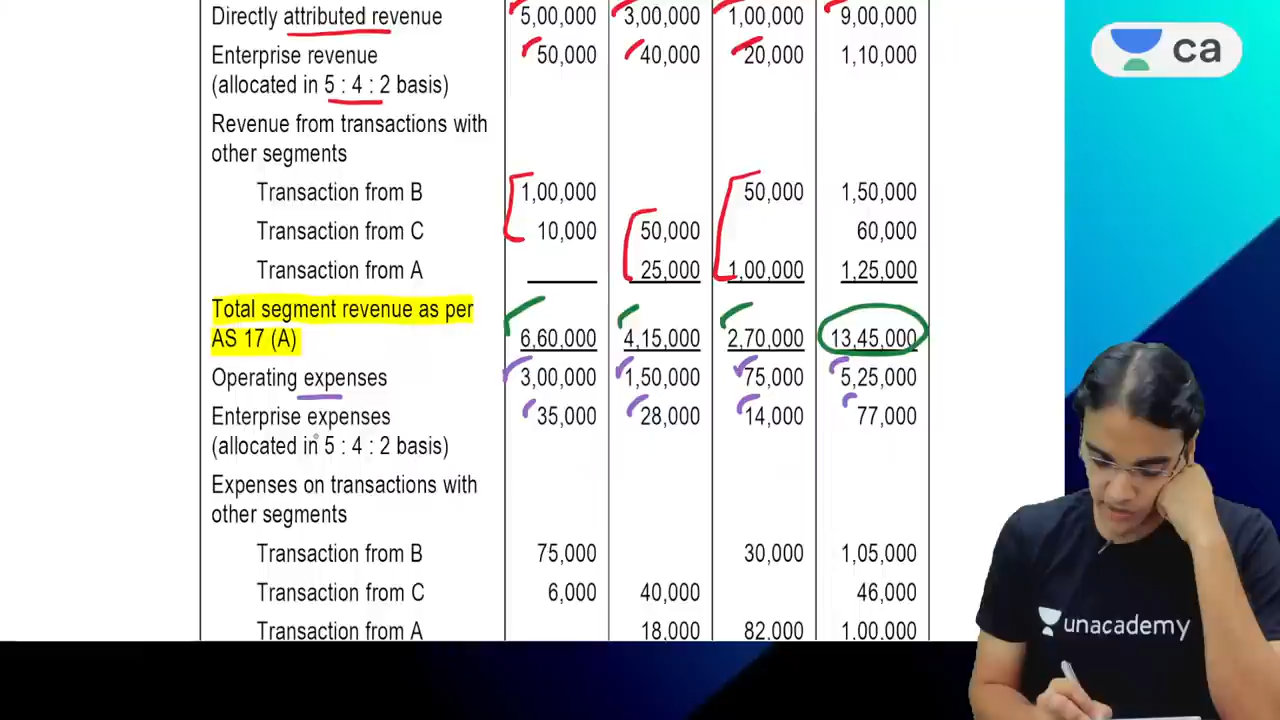 Directly attributed revenue 5,00,000 3,00,000 1,00,000 9,00,000
Enterprise revenue 50,000 40,000 20,000 1,10,000
(allocated in 5 : 4 : 2 basis)
Revenue from transactions with
other segments
Transaction from B 1,00,000 50,000 1,50,000
Transaction from C 10,000 50,000 60,000
Transaction from A 25,000 1,00,000 1,25,000
Total segment revenue as per
AS 17 (A) 6,60,000 4,15,000 2,70,000 13,45,000
Operating expenses 3,00,000 1,50,000 75,000 5,25,000
Enterprise expenses 35,000 28,000 14,000 77,000
(allocated in 5 : 4 : 2 basis)
Expenses on transactions with
other segments
Transaction from B 75,000 30,000 1,05,000
Transaction from C 6,000 40,000 46,000
Transaction from A 18,000 82,000 1,00,000
ca
unacademy